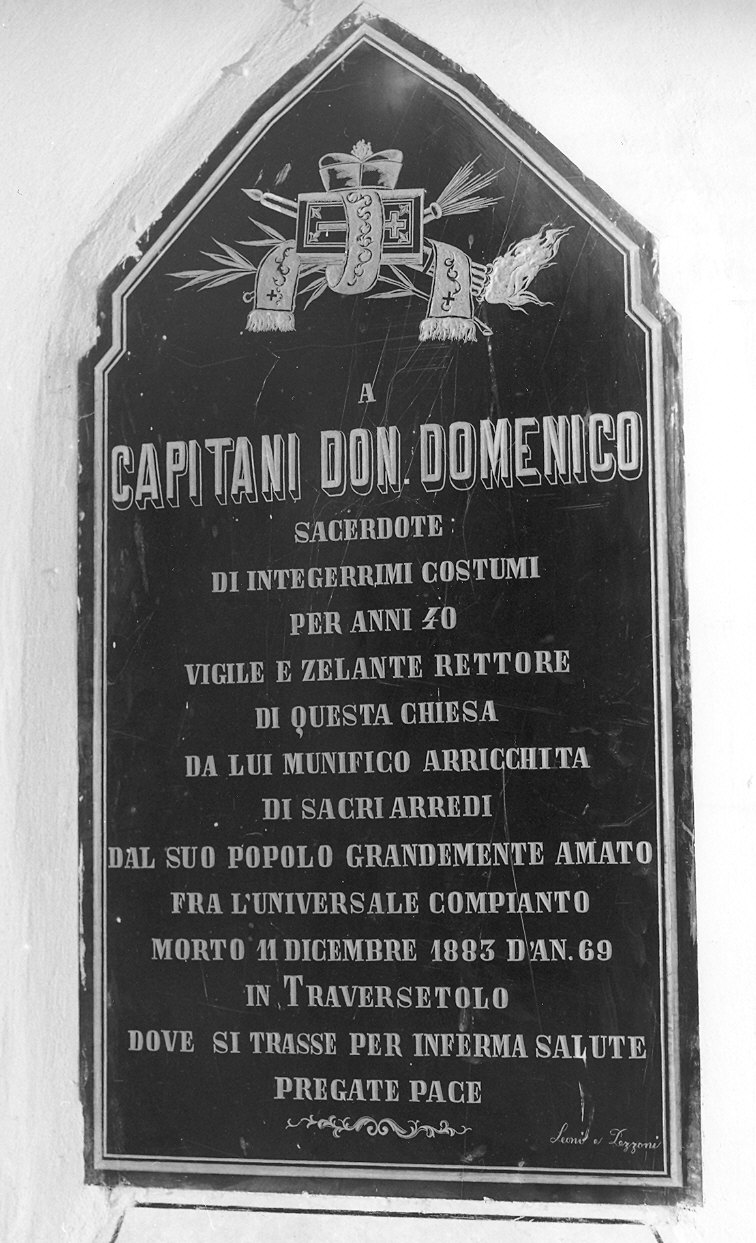 A
CAPITANI DON. DOMENICO
SACERDOTE
DI INTEGERRIMI COSTUMI
PER ANNI 40
VIGILE E ZELANTE RETTORE
DI QUESTA CHIESA
DA LUI MUNIFICO ARRICCHITA
DI SACRI ARREDI
DAL SUO POPOLO GRANDEMENTE AMATO
FRA L'UNIVERSALE COMPIANTO
MORTO 11 DICEMBRE 1883 D'AN. 69
IN TRAVERSETOLO
DOVE SI TRASSE PER INFERMA SALUTE
PREGATE PACE
e